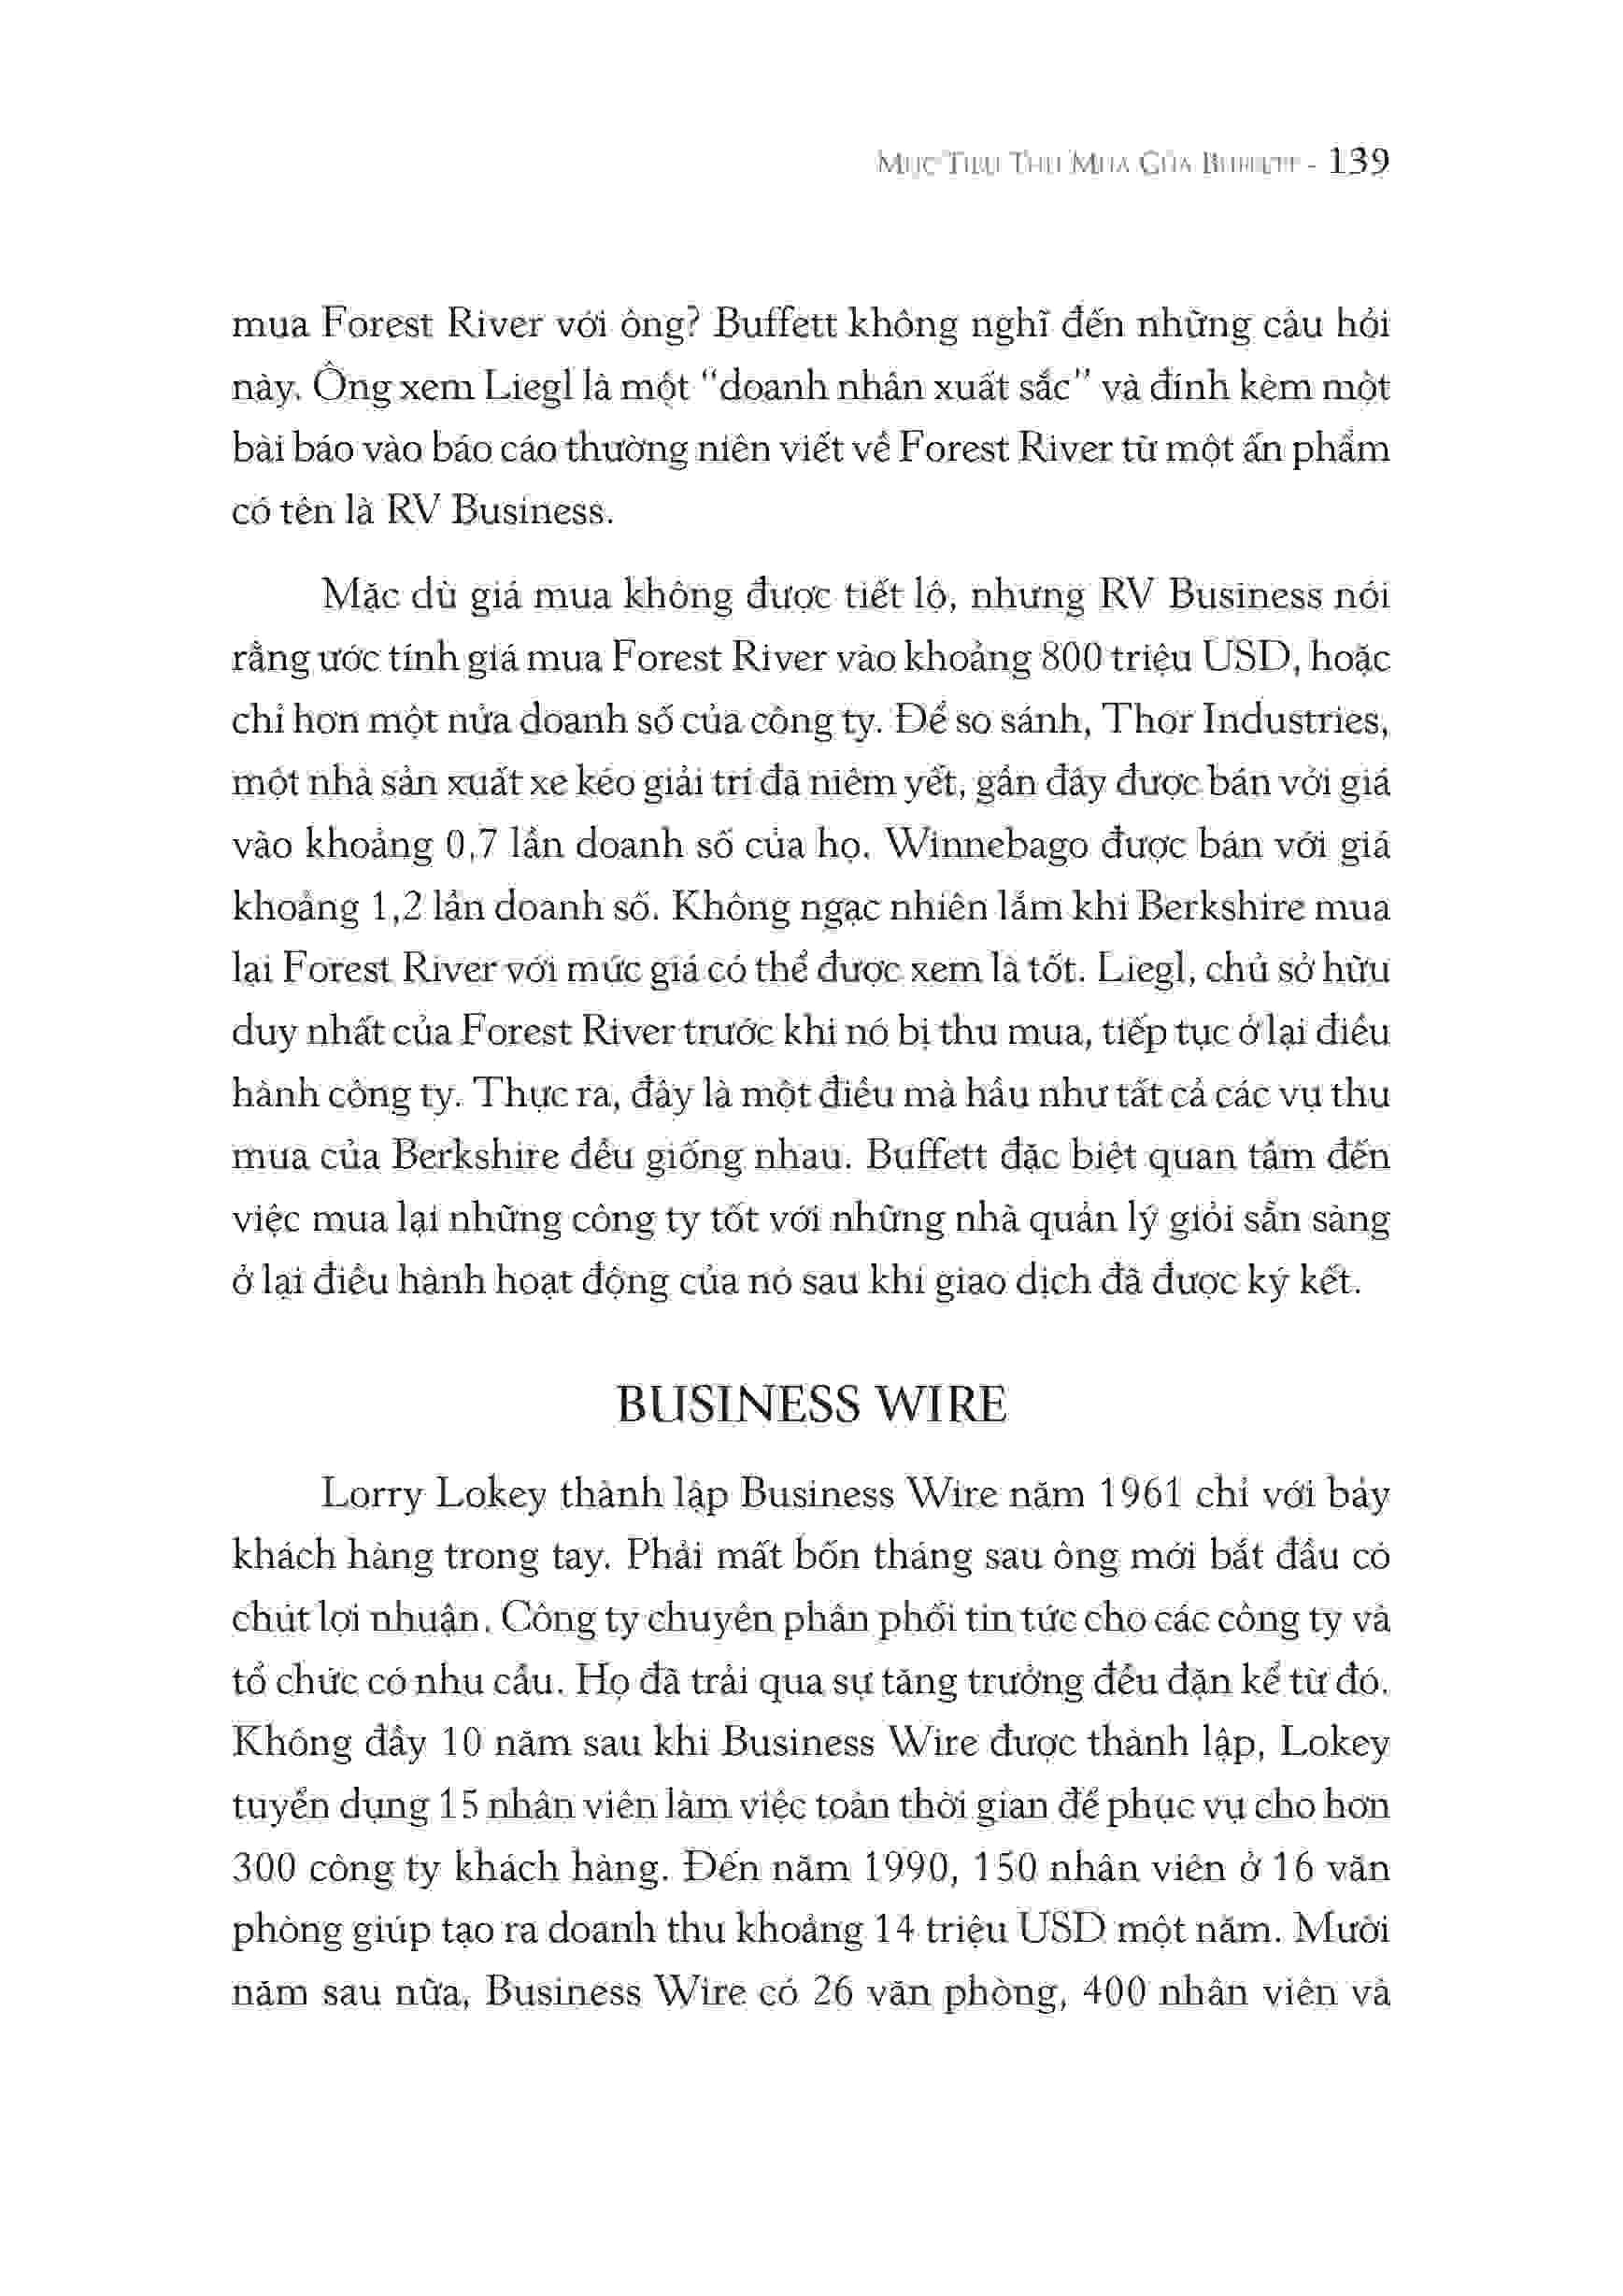 Mục Tiêu Thu Mua Của Buffett - 139
mua Forest River với ông? Buffett không nghĩ đến những câu hỏi
này. Ông xem Liegl là một “doanh nhân xuất sắc” và đính kèm một
bài báo vào báo cáo thường niên viết về Forest River từ một ấn phẩm
có tên là RV Business.
Mặc dù giá mua không được tiết lộ, nhưng RV Business nói
rằng ước tính giá mua Forest River vào khoảng 800 triệu USD, hoặc
chỉ hơn một nửa doanh số của công ty. Để so sánh, Thor Industries,
một nhà sản xuất xe kéo giải trí đã niêm yết, gần đây được bán với giá
vào khoảng 0,7 lần doanh số của họ. Winnebago được bán với giá
khoảng 1,2 lần doanh số. Không ngạc nhiên lắm khi Berkshire mua
lại Forest River với mức giá có thể được xem là tốt. Liegl, chủ sở hữu
duy nhất của Forest River trước khi nó bị thu mua, tiếp tục ở lại điều
hành công ty. Thực ra, đây là một điều mà hầu như tất cả các vụ thu
mua của Berkshire đều giống nhau. Buffett đặc biệt quan tâm đến
việc mua lại những công ty tốt với những nhà quản lý giỏi sẵn sàng
ở lại điều hành hoạt động của nó sau khi giao dịch đã được ký kết.
BUSINESS WIRE
Lorry Lokey thành lập Business Wire năm 1961 chỉ với bảy
khách hàng trong tay. Phải mất bốn tháng sau ông mới bắt đầu có
chút lợi nhuận. Công ty chuyên phân phối tin tức cho các công ty và
tổ chức có nhu cầu. Họ đã trải qua sự tăng trưởng đều đặn kể từ đó.
Không đầy 10 năm sau khi Business Wire được thành lập, Lokey
tuyển dụng 15 nhân viên làm việc toàn thời gian để phục vụ cho hơn
300 công ty khách hàng. Đến năm 1990, 150 nhân viên ở 16 văn
phòng giúp tạo ra doanh thu khoảng 14 triệu USD một năm. Mười
năm sau nữa, Business Wire có 26 văn phòng, 400 nhân viên và